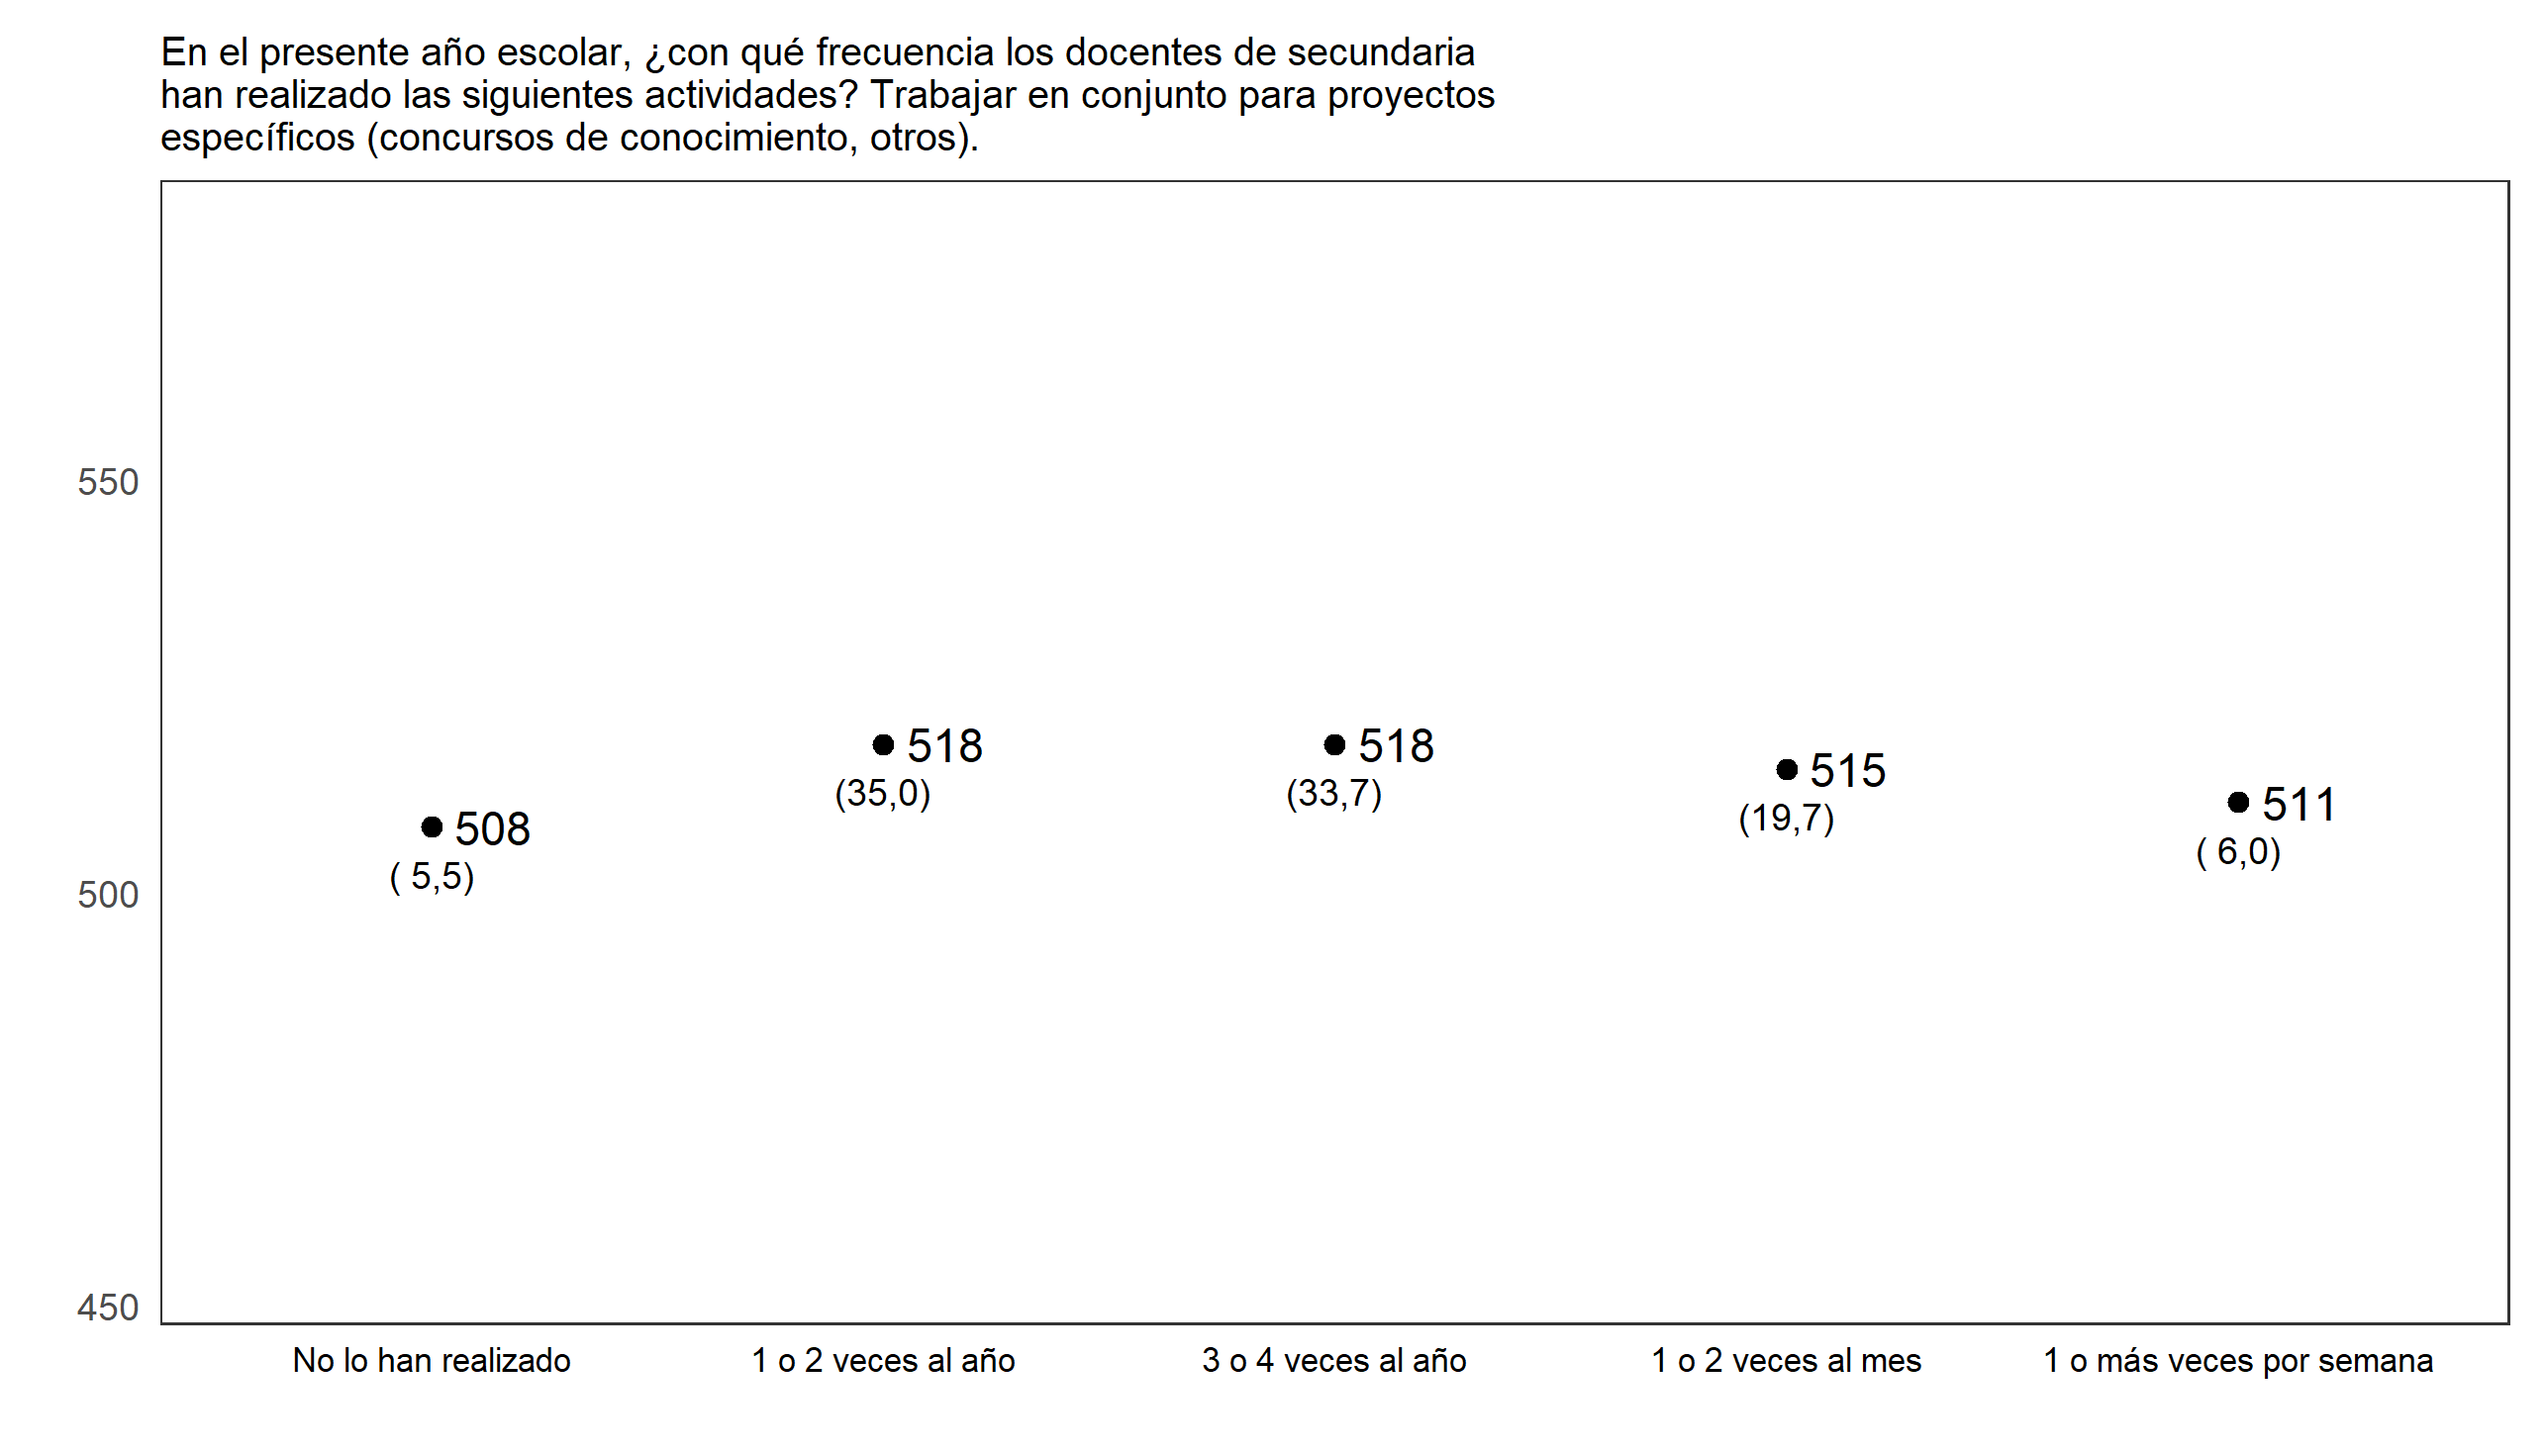 En el presente año escolar, ¿con qué frecuencia los docentes de secundaria
han realizado las siguientes actividades? Trabajar en conjunto para proyectos
específicos (concursos de conocimiento, otros).
550
500
450
508
( 5,5)
518
(35,0)
518
(33,7)
515
(19,7)
511
( 6,0)
No lo han realizado
1 o 2 veces al año
3 o 4 veces al año
1 o 2 veces al mes
1 o más veces por semana